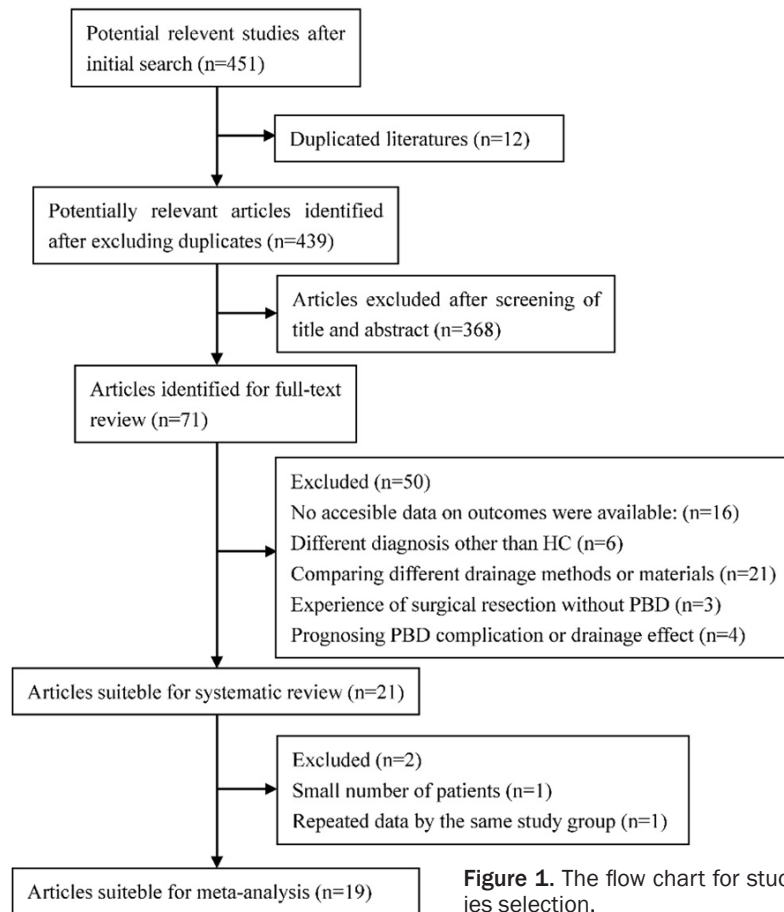 Potential relevent studies after
initial search (n=451)
Duplicated literatures (n=12)
Potentially relevant articles identified
after excluding duplicates (n=439)
Articles excluded after screening of
title and abstract (n=368)
Articles identified for full-text
review (n=71)
Excluded (n=50)
No accesible data on outcomes were available: (n=16)
Different diagnosis other than HC (n=6)
Comparing different drainage methods or materials (n=21)
Experience of surgical resection without PBD (n=3)
Prognosing PBD complication or drainage effect (n=4)
Articles suiteble for systematic review (n=21)
Excluded (n=2)
Small number of patients (n=1)
Repeated data by the same study group (n=1)
Articles suiteble for meta-analysis (n=19)
Figure 1. The flow chart for stud-
ies selection.